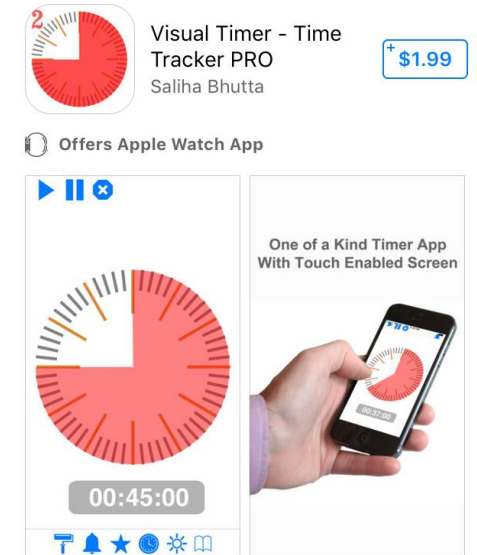 2
Visual Timer - Time
Tracker PRO
Saliha Bhutta
+ $1.99
Offers Apple Watch App
One of a Kind Timer App
With Touch Enabled Screen
00:37:00
00:45:00